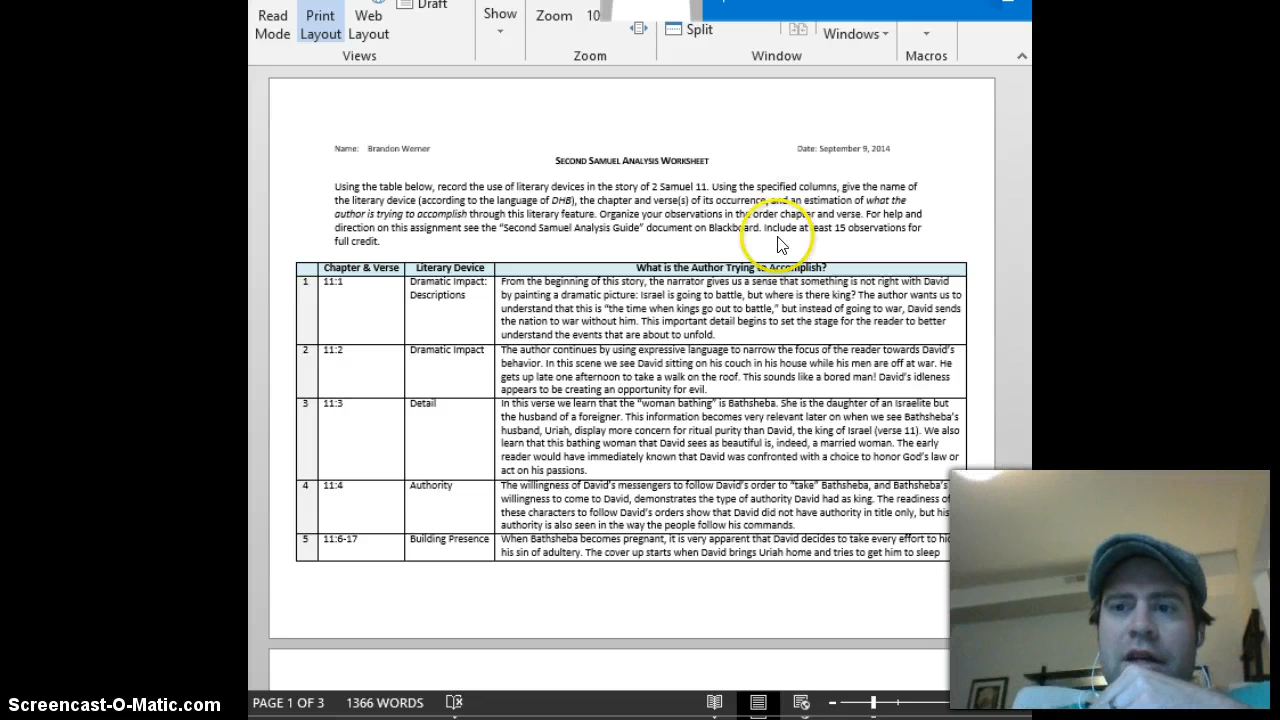 Draft
Read Mode
Print Layout
Web Layout
Show
Zoom
10
Split
Windows
Views
Zoom
Window
Macros
Name: Brandon Werner Date: September 9, 2014
SECOND SAMUEL ANALYSIS WORKSHEET
Using the table below, record the use of literary devices in the story of 2 Samuel 11. Using the specified columns, give the name of
the literary device (according to the language of DHB), the chapter and verse(s) of its occurrence, and an estimation of what the
author is trying to accomplish through this literary feature. Organize your observations in the order chapter and verse. For help and
direction on this assignment see the "Second Samuel Analysis Guide" document on Blackboard. Include at least 15 observations for
full credit.
Chapter & Verse Literary Device What is the Author Trying to Accomplish?
1 11:1 Dramatic Impact: From the beginning of this story, the narrator gives us a sense that something is not right with David
Descriptions by painting a dramatic picture: Israel is going to battle, but where is there king? The author wants us to
understand that this is "the time when kings go out to battle," but instead of going to war, David sends
the nation to war without him. This important detail begins to set the stage for the reader to better
understand the events that are about to unfold.
2 11:2 Dramatic Impact The author continues by using expressive language to narrow the focus of the reader towards David's
behavior. In this scene we see David sitting on his couch in his house while his men are off at war. He
gets up late one afternoon to take a walk on the roof. This sounds like a bored man! David's idleness
appears to be creating an opportunity for evil.
3 11:3 Detail In this verse we learn that the "woman bathing" is Bathsheba. She is the daughter of an Israelite but
the husband of a foreigner. This information becomes very relevant later on when we see Bathsheba's
husband, Uriah, display more concern for ritual purity than David, the king of Israel (verse 11). We also
learn that this bathing woman that David sees as beautiful is, indeed, a married woman. The early
reader would have immediately known that David was confronted with a choice to honor God's law or
act on his passions.
4 11:4 Authority The willingness of David's messengers to follow David's order to "take" Bathsheba, and Bathsheba's
willingness to come to David, demonstrates the type of authority David had as king. The readiness of
these characters to follow David's orders show that David did not have authority in title only, but his
authority is also seen in the way the people follow his commands.
5 11:6-17 Building Presence When Bathsheba becomes pregnant, it is very apparent that David decides to take every effort to
his sin of adultery. The cover up starts when David brings Uriah home and tries to get him to sleep
PAGE 1 OF 3 1366 WORDS
Screencast-O-Matic.com